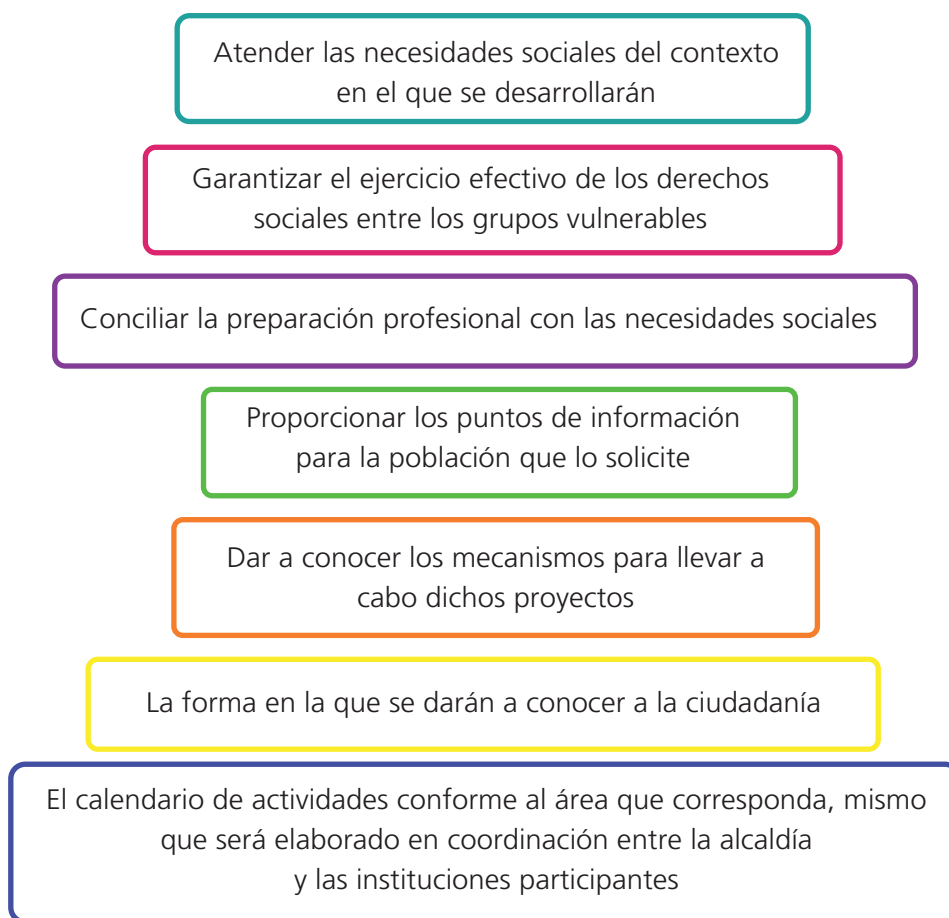 Atender las necesidades sociales del contexto
en el que se desarrollarán
Garantizar el ejercicio efectivo de los derechos
sociales entre los grupos vulnerables
Conciliar la preparación profesional con las necesidades sociales
Proporcionar los puntos de información
para la población que lo solicite
Dar a conocer los mecanismos para llevar a
cabo dichos proyectos
La forma en la que se darán a conocer a la ciudadanía
El calendario de actividades conforme al área que corresponda, mismo
que será elaborado en coordinación entre la alcaldía
y las instituciones participantes